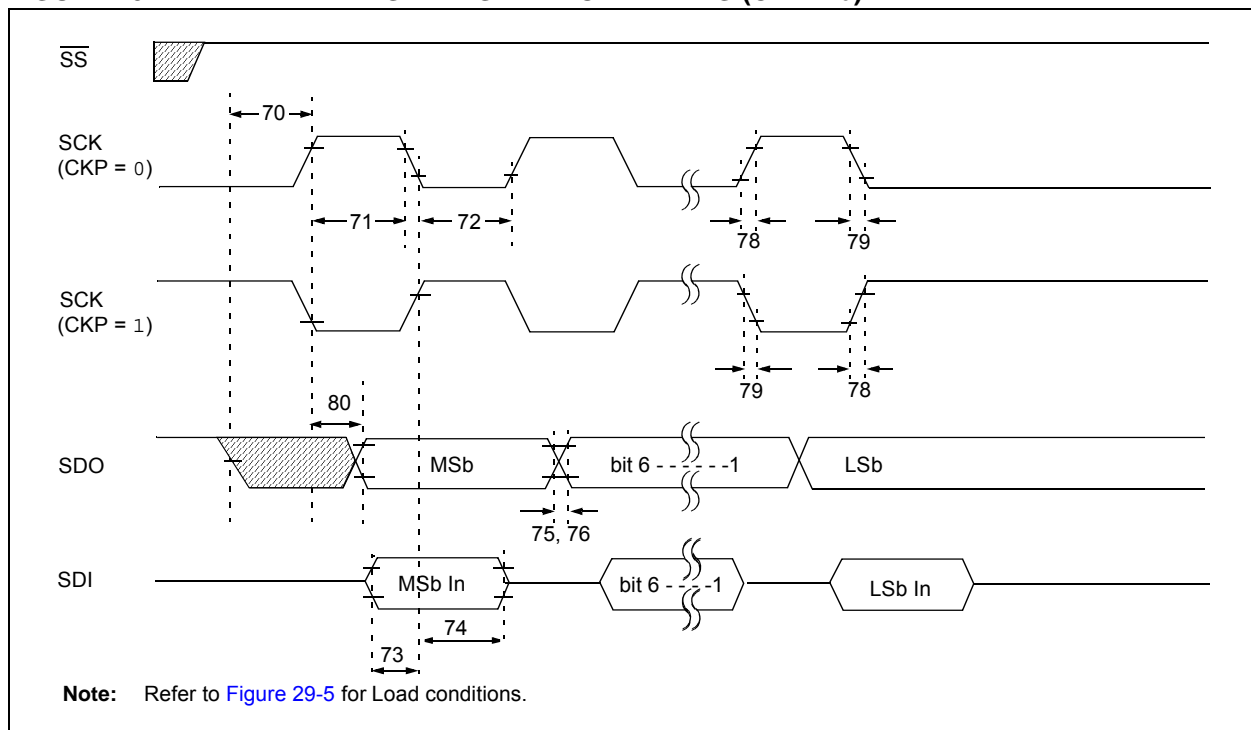 SS
70
SCK
(CKP = 0)
71
72
78
79
SCK
(CKP = 1)
79
78
80
SDO
MSb
bit 6 - - - - - -1
LSb
75, 76
SDI
MSb In
bit 6 - - - -1
LSb In
74
73
Note: Refer to Figure 29-5 for Load conditions.